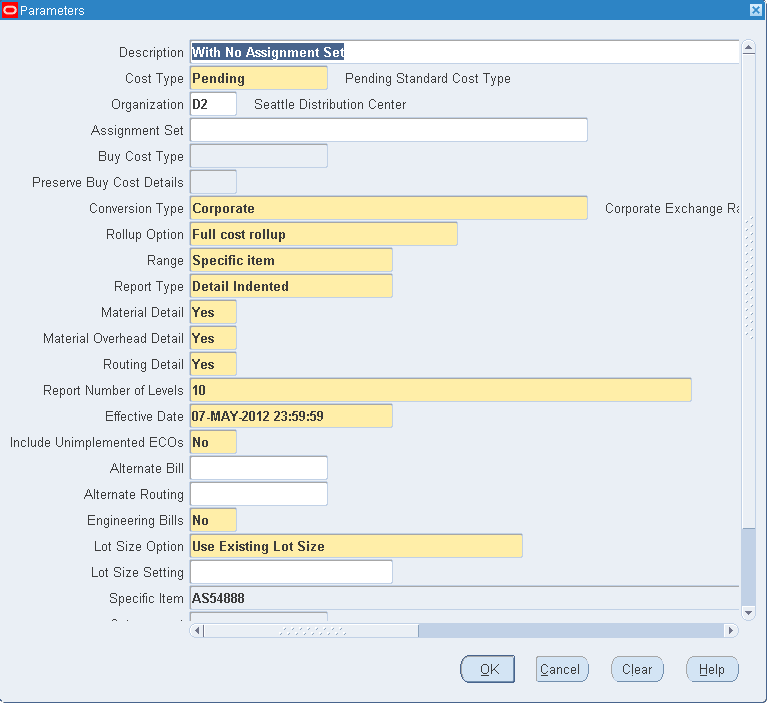 Parameters
Description With No Assignment Set
Cost Type Pending Pending Standard Cost Type
Organization D2 Seattle Distribution Center
Assignment Set
Buy Cost Type
Preserve Buy Cost Details
Conversion Type Corporate Corporate Exchange Ra
Rollup Option Full cost rollup
Range Specific item
Report Type Detail Indented
Material Detail Yes
Material Overhead Detail Yes
Routing Detail Yes
Report Number of Levels 10
Effective Date 07-MAY-2012 23:59:59
Include Unimplemented ECOs No
Alternate Bill
Alternate Routing
Engineering Bills No
Lot Size Option Use Existing Lot Size
Lot Size Setting
Specific Item AS54888
OK Cancel Clear Help